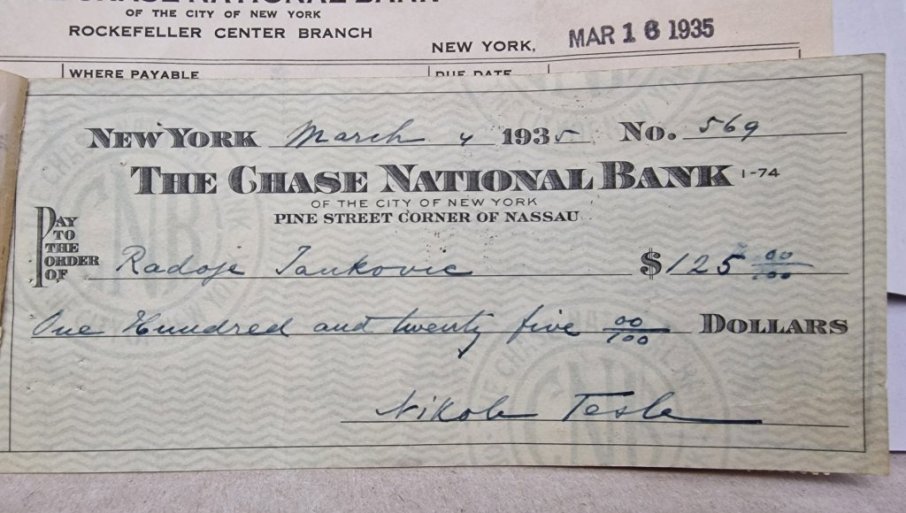 OF THE CITY OF NEW YORK
ROCKEFELLER CENTER BRANCH
NEW YORK, MAR 16 1935
WHERE PAYABLE DUE DATE
NEW YORK March 4 1935 No. 569
THE CHASE NATIONAL BANK 1-74
OF THE CITY OF NEW YORK
PINE STREET CORNER OF NASSAU
PAY TO THE ORDER OF Radoje Jankovic $125 00/100
One Hundred and twenty five 00/100 DOLLARS
Nikola Tesla